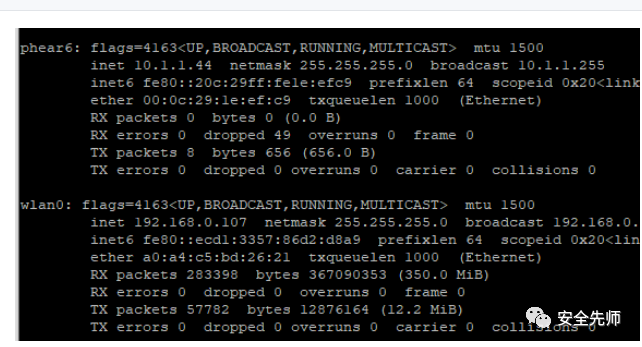 phear6: flags=4163<UP,BROADCAST,RUNNING,MULTICAST>  mtu 1500
        inet 10.1.1.44  netmask 255.255.255.0  broadcast 10.1.1.255
        inet6 fe80::20c:29ff:fe1e:efc9  prefixlen 64  scopeid 0x20<link
        ether 00:0c:29:1e:ef:c9  txqueuelen 1000  (Ethernet)
        RX packets 0  bytes 0 (0.0 B)
        RX errors 0  dropped 49  overruns 0  frame 0
        TX packets 8  bytes 656 (656.0 B)
        TX errors 0  dropped 0 overruns 0  carrier 0  collisions 0
wlan0: flags=4163<UP,BROADCAST,RUNNING,MULTICAST>  mtu 1500
        inet 192.168.0.107  netmask 255.255.255.0  broadcast 192.168.0.
        inet6 fe80::ecd1:3357:86d2:d8a9  prefixlen 64  scopeid 0x20<lin
        ether a0:a4:c5:bd:26:21  txqueuelen 1000  (Ethernet)
        RX packets 283398  bytes 367090353 (350.0 MiB)
        RX errors 0  dropped 0  overruns 0  frame 0
        TX packets 57782  bytes 12876164 (12.2 MiB)
        TX errors 0  dropped 0 overruns 0  carrier 0  collisions 0
安全先师